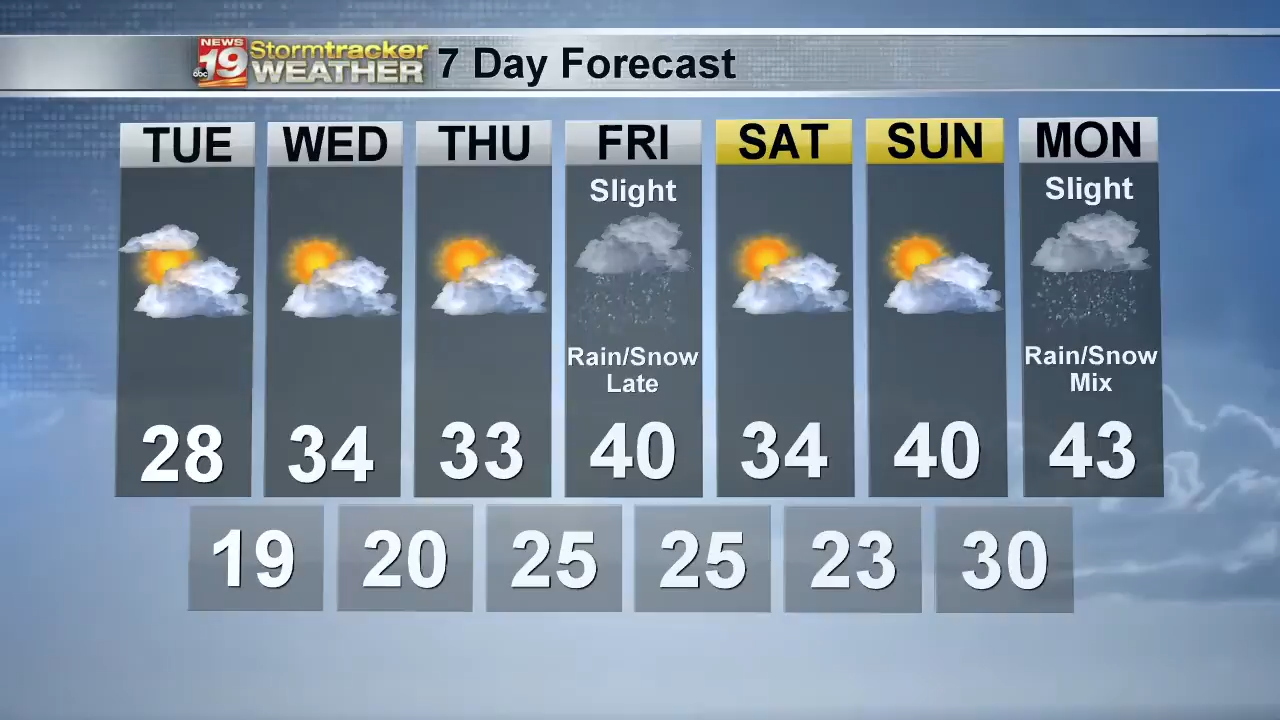 NEWS
abc 19
Stormtracker
WEATHER
7 Day Forecast
TUE WED THU FRI SAT SUN MON
Slight Slight
Rain/Snow Rain/Snow
Late Mix
28 34 33 40 34 40 43
19 20 25 25 23 30